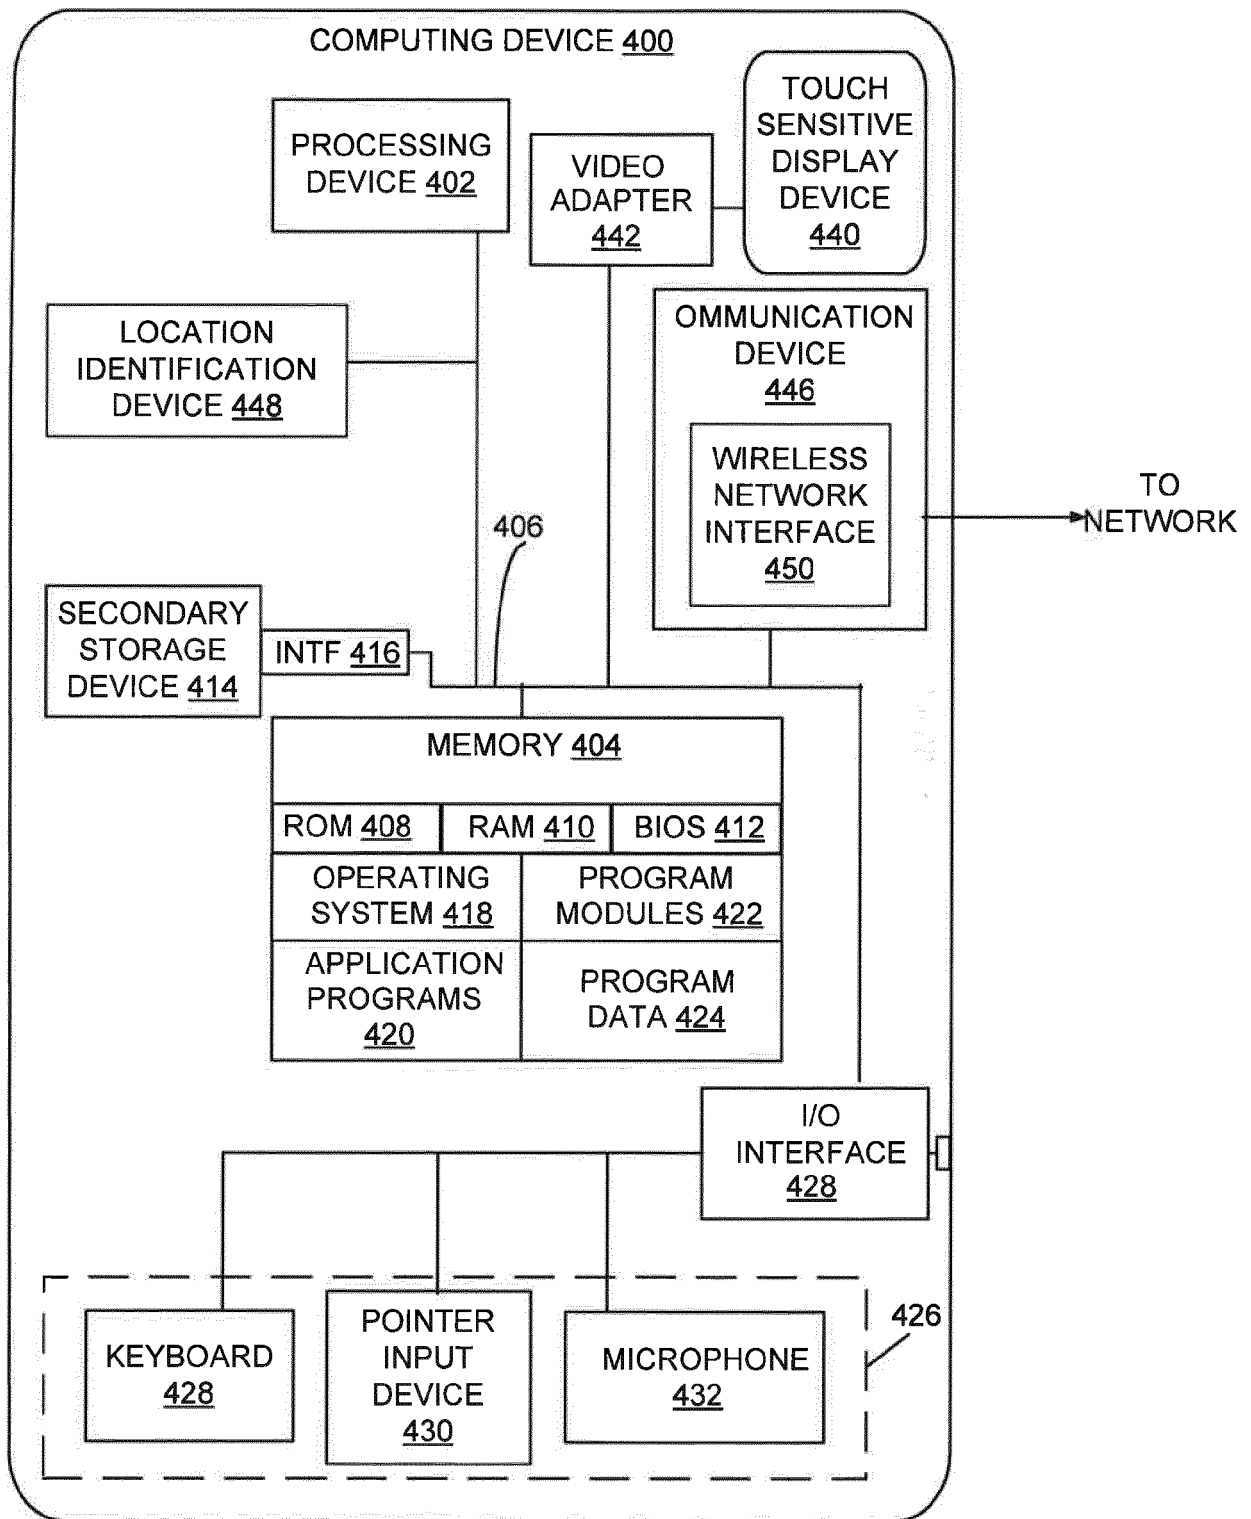 COMPUTING DEVICE 400
TOUCH
SENSITIVE
DISPLAY
DEVICE
440
PROCESSING
DEVICE 402
VIDEO
ADAPTER
442
LOCATION
IDENTIFICATION
DEVICE 448
OMMUNICATION
DEVICE
446
WIRELESS
NETWORK
INTERFACE
450
TO
NETWORK
406
SECONDARY
STORAGE
DEVICE 414
INTF 416
MEMORY 404
ROM 408
RAM 410
BIOS 412
OPERATING
SYSTEM 418
PROGRAM
MODULES 422
APPLICATION
PROGRAMS
420
PROGRAM
DATA 424
I/O
INTERFACE
428
KEYBOARD
428
POINTER
INPUT
DEVICE
430
MICROPHONE
432
426